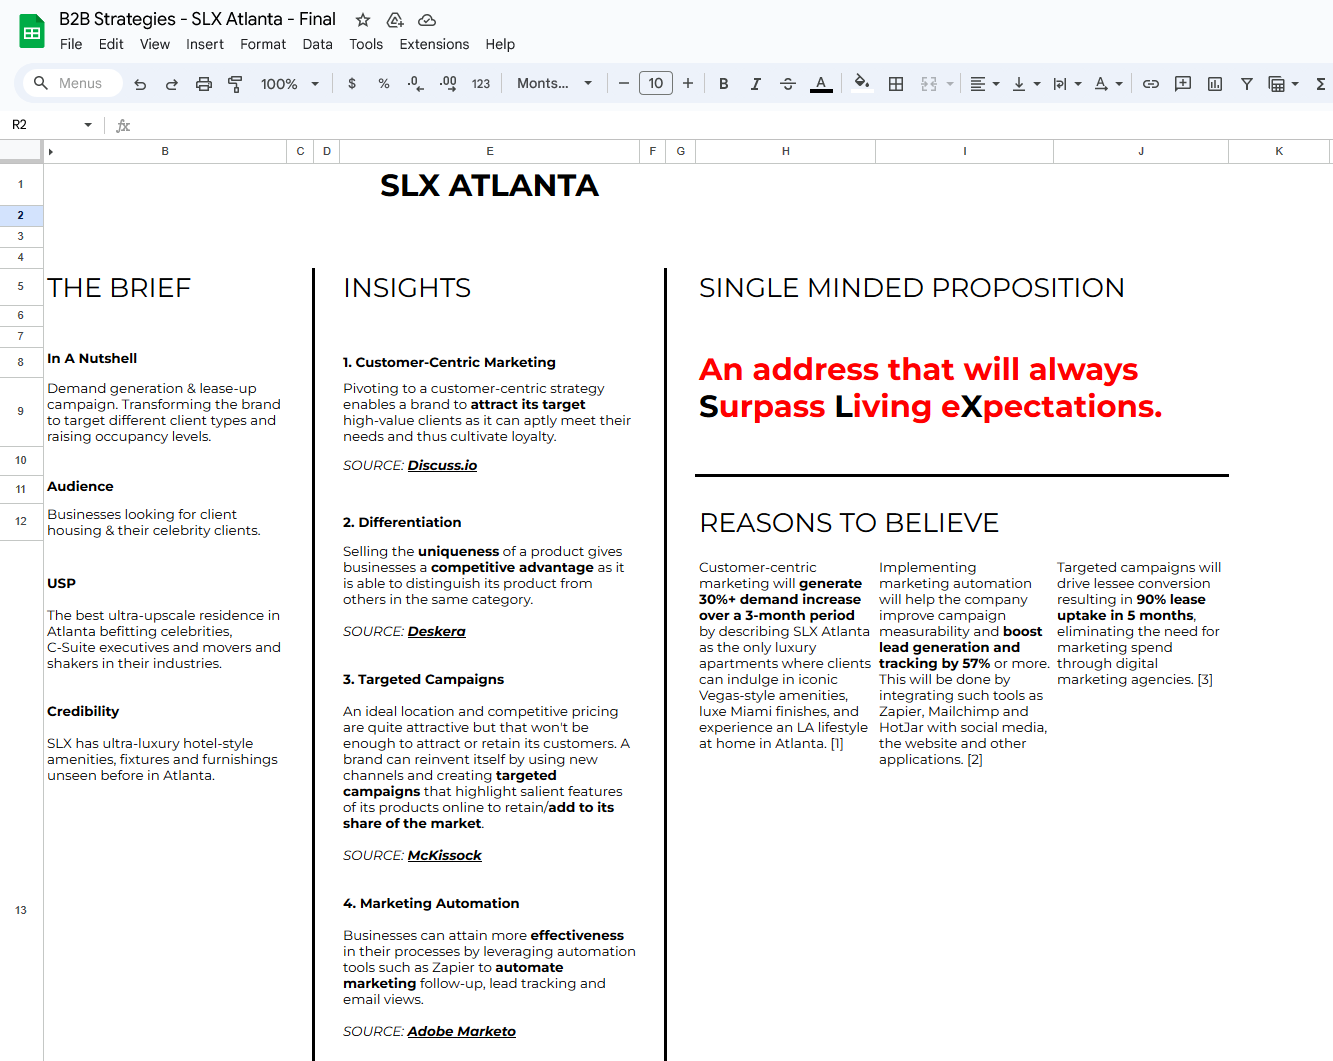 B2B Strategies - SLX Atlanta - Final
File Edit View Insert Format Data Tools Extensions Help
Menus 100% $ % .0 .00 123 Monts... − 10 + B I A Σ
R2 fx
B C D E F G H I J K
1
2
3
4
5
6
7
8
9
10
11
12
13
SLX ATLANTA
THE BRIEF
In A Nutshell
Demand generation & lease-up
campaign. Transforming the brand
to target different client types and
raising occupancy levels.
Audience
Businesses looking for client
housing & their celebrity clients.
USP
The best ultra-upscale residence in
Atlanta befitting celebrities,
C-Suite executives and movers and
shakers in their industries.
Credibility
SLX has ultra-luxury hotel-style
amenities, fixtures and furnishings
unseen before in Atlanta.
INSIGHTS
1. Customer-Centric Marketing
Pivoting to a customer-centric strategy
enables a brand to attract its target
high-value clients as it can aptly meet their
needs and thus cultivate loyalty.
SOURCE: Discuss.io
2. Differentiation
Selling the uniqueness of a product gives
businesses a competitive advantage as it
is able to distinguish its product from
others in the same category.
SOURCE: Deskera
3. Targeted Campaigns
An ideal location and competitive pricing
are quite attractive but that won't be
enough to attract or retain its customers. A
brand can reinvent itself by using new
channels and creating targeted
campaigns that highlight salient features
of its products online to retain/add to its
share of the market.
SOURCE: McKissock
4. Marketing Automation
Businesses can attain more effectiveness
in their processes by leveraging automation
tools such as Zapier to automate
marketing follow-up, lead tracking and
email views.
SOURCE: Adobe Marketo
SINGLE MINDED PROPOSITION
An address that will always
Surpass Living eXpectations.
REASONS TO BELIEVE
Customer-centric
marketing will generate
30%+ demand increase
over a 3-month period
by describing SLX Atlanta
as the only luxury
apartments where clients
can indulge in iconic
Vegas-style amenities,
luxe Miami finishes, and
experience an LA lifestyle
at home in Atlanta. [1]
Implementing
marketing automation
will help the company
improve campaign
measurability and boost
lead generation and
tracking by 57% or more.
This will be done by
integrating such tools as
Zapier, Mailchimp and
HotJar with social media,
the website and other
applications. [2]
Targeted campaigns will
drive lessee conversion
resulting in 90% lease
uptake in 5 months,
eliminating the need for
marketing spend
through digital
marketing agencies. [3]